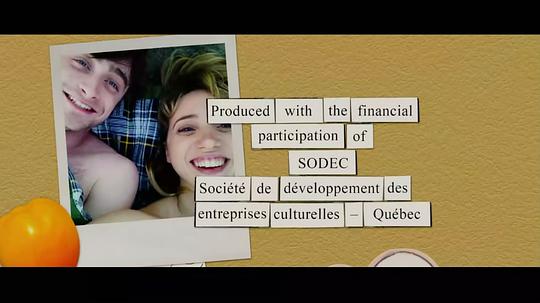 Produced with the financial
participation of
SODEC
Société de développement des
entreprises culturelles – Québec